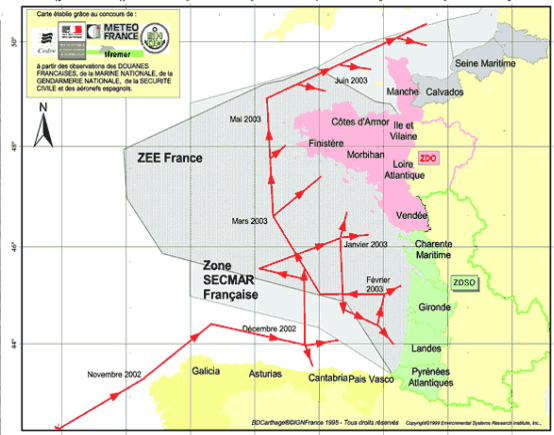 Carte établie grâce au concours de :
Cedre
METEO
FRANCE
Ifremer
à partir des observations des DOUANES
FRANCAISES, de la MARINE NATIONALE, de la
GENDARMERIE NATIONALE, de la SECURITE
CIVILE et des aéronefs espagnols.
N
50°
48°
46°
44°
Seine Maritime
Juin 2003
Manche
Calvados
Mai 2003
Côtes d'Armor
Ile et
Vilaine
Finistère
ZEE France
Morbihan
ZDO
Loire
Atlantique
Mars 2003
Vendée
Janvier 2003
Charente
Maritime
Zone
SECMAR
Française
Février
2003
ZDSO
Gironde
Décembre 2002
Landes
Novembre 2002
Galicia
Asturias
Cantabria
Pais Vasco
Pyrénées
Atlantiques
BDCarthage®©IGNFrance 1995 - Tous droits réservés
Copyright©1999 Environmental Systems Research Institute, Inc.,